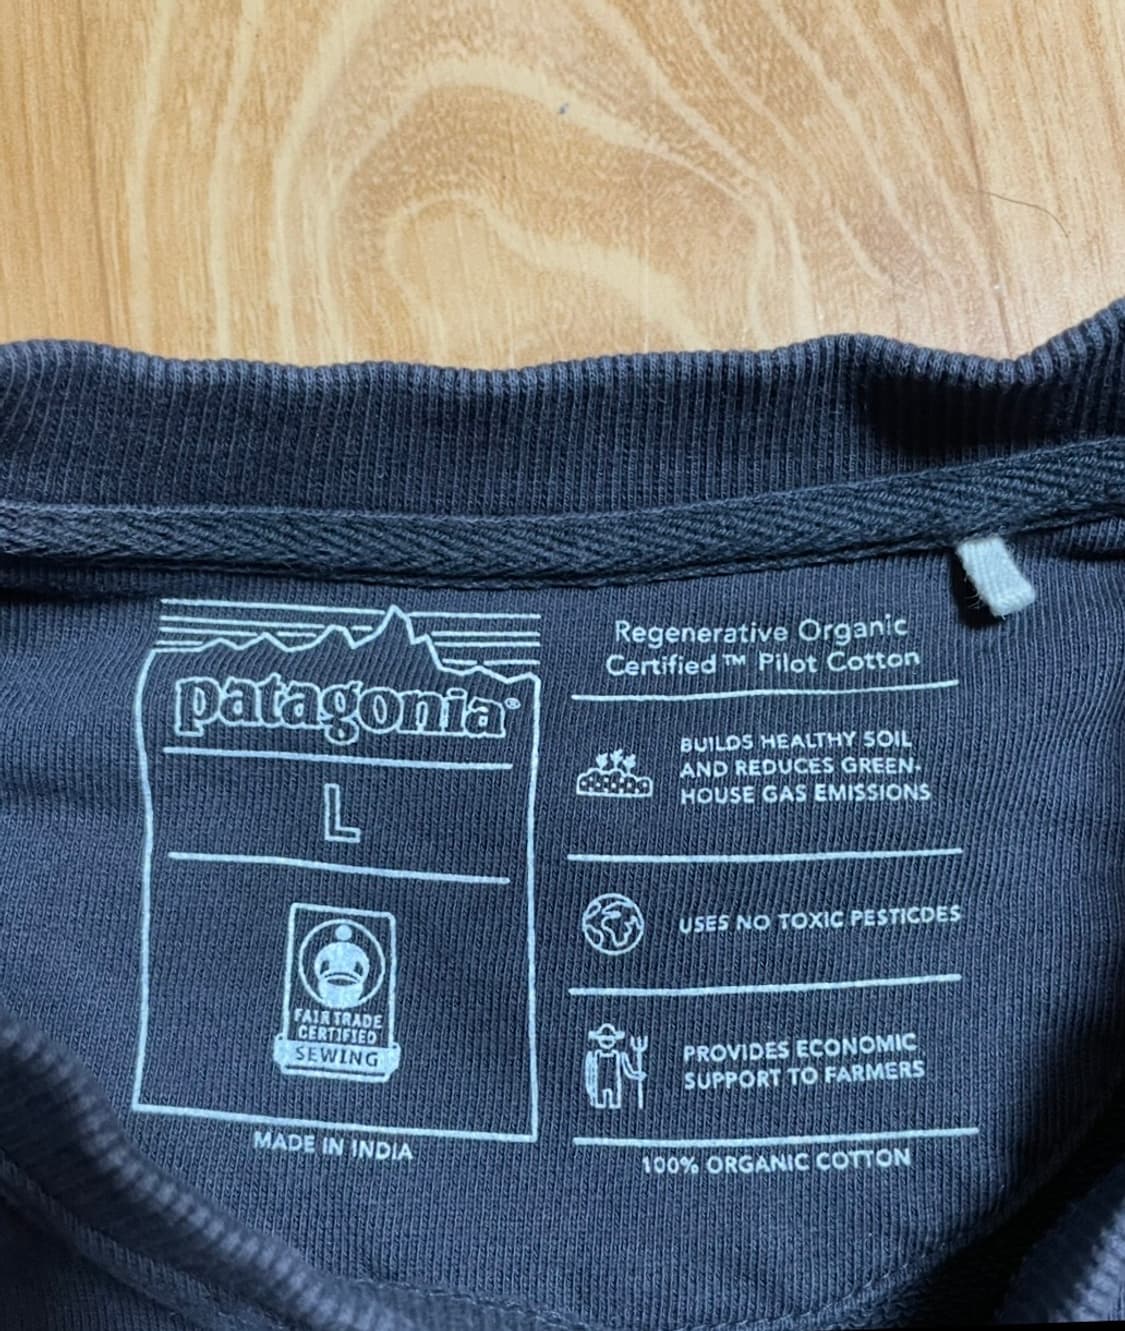 patagonia®
L
FAIR TRADE
CERTIFIED
SEWING
MADE IN INDIA
Regenerative Organic
Certified™ Pilot Cotton
BUILDS HEALTHY SOIL
AND REDUCES GREEN-
HOUSE GAS EMISSIONS
USES NO TOXIC PESTICDES
PROVIDES ECONOMIC
SUPPORT TO FARMERS
100% ORGANIC COTTON